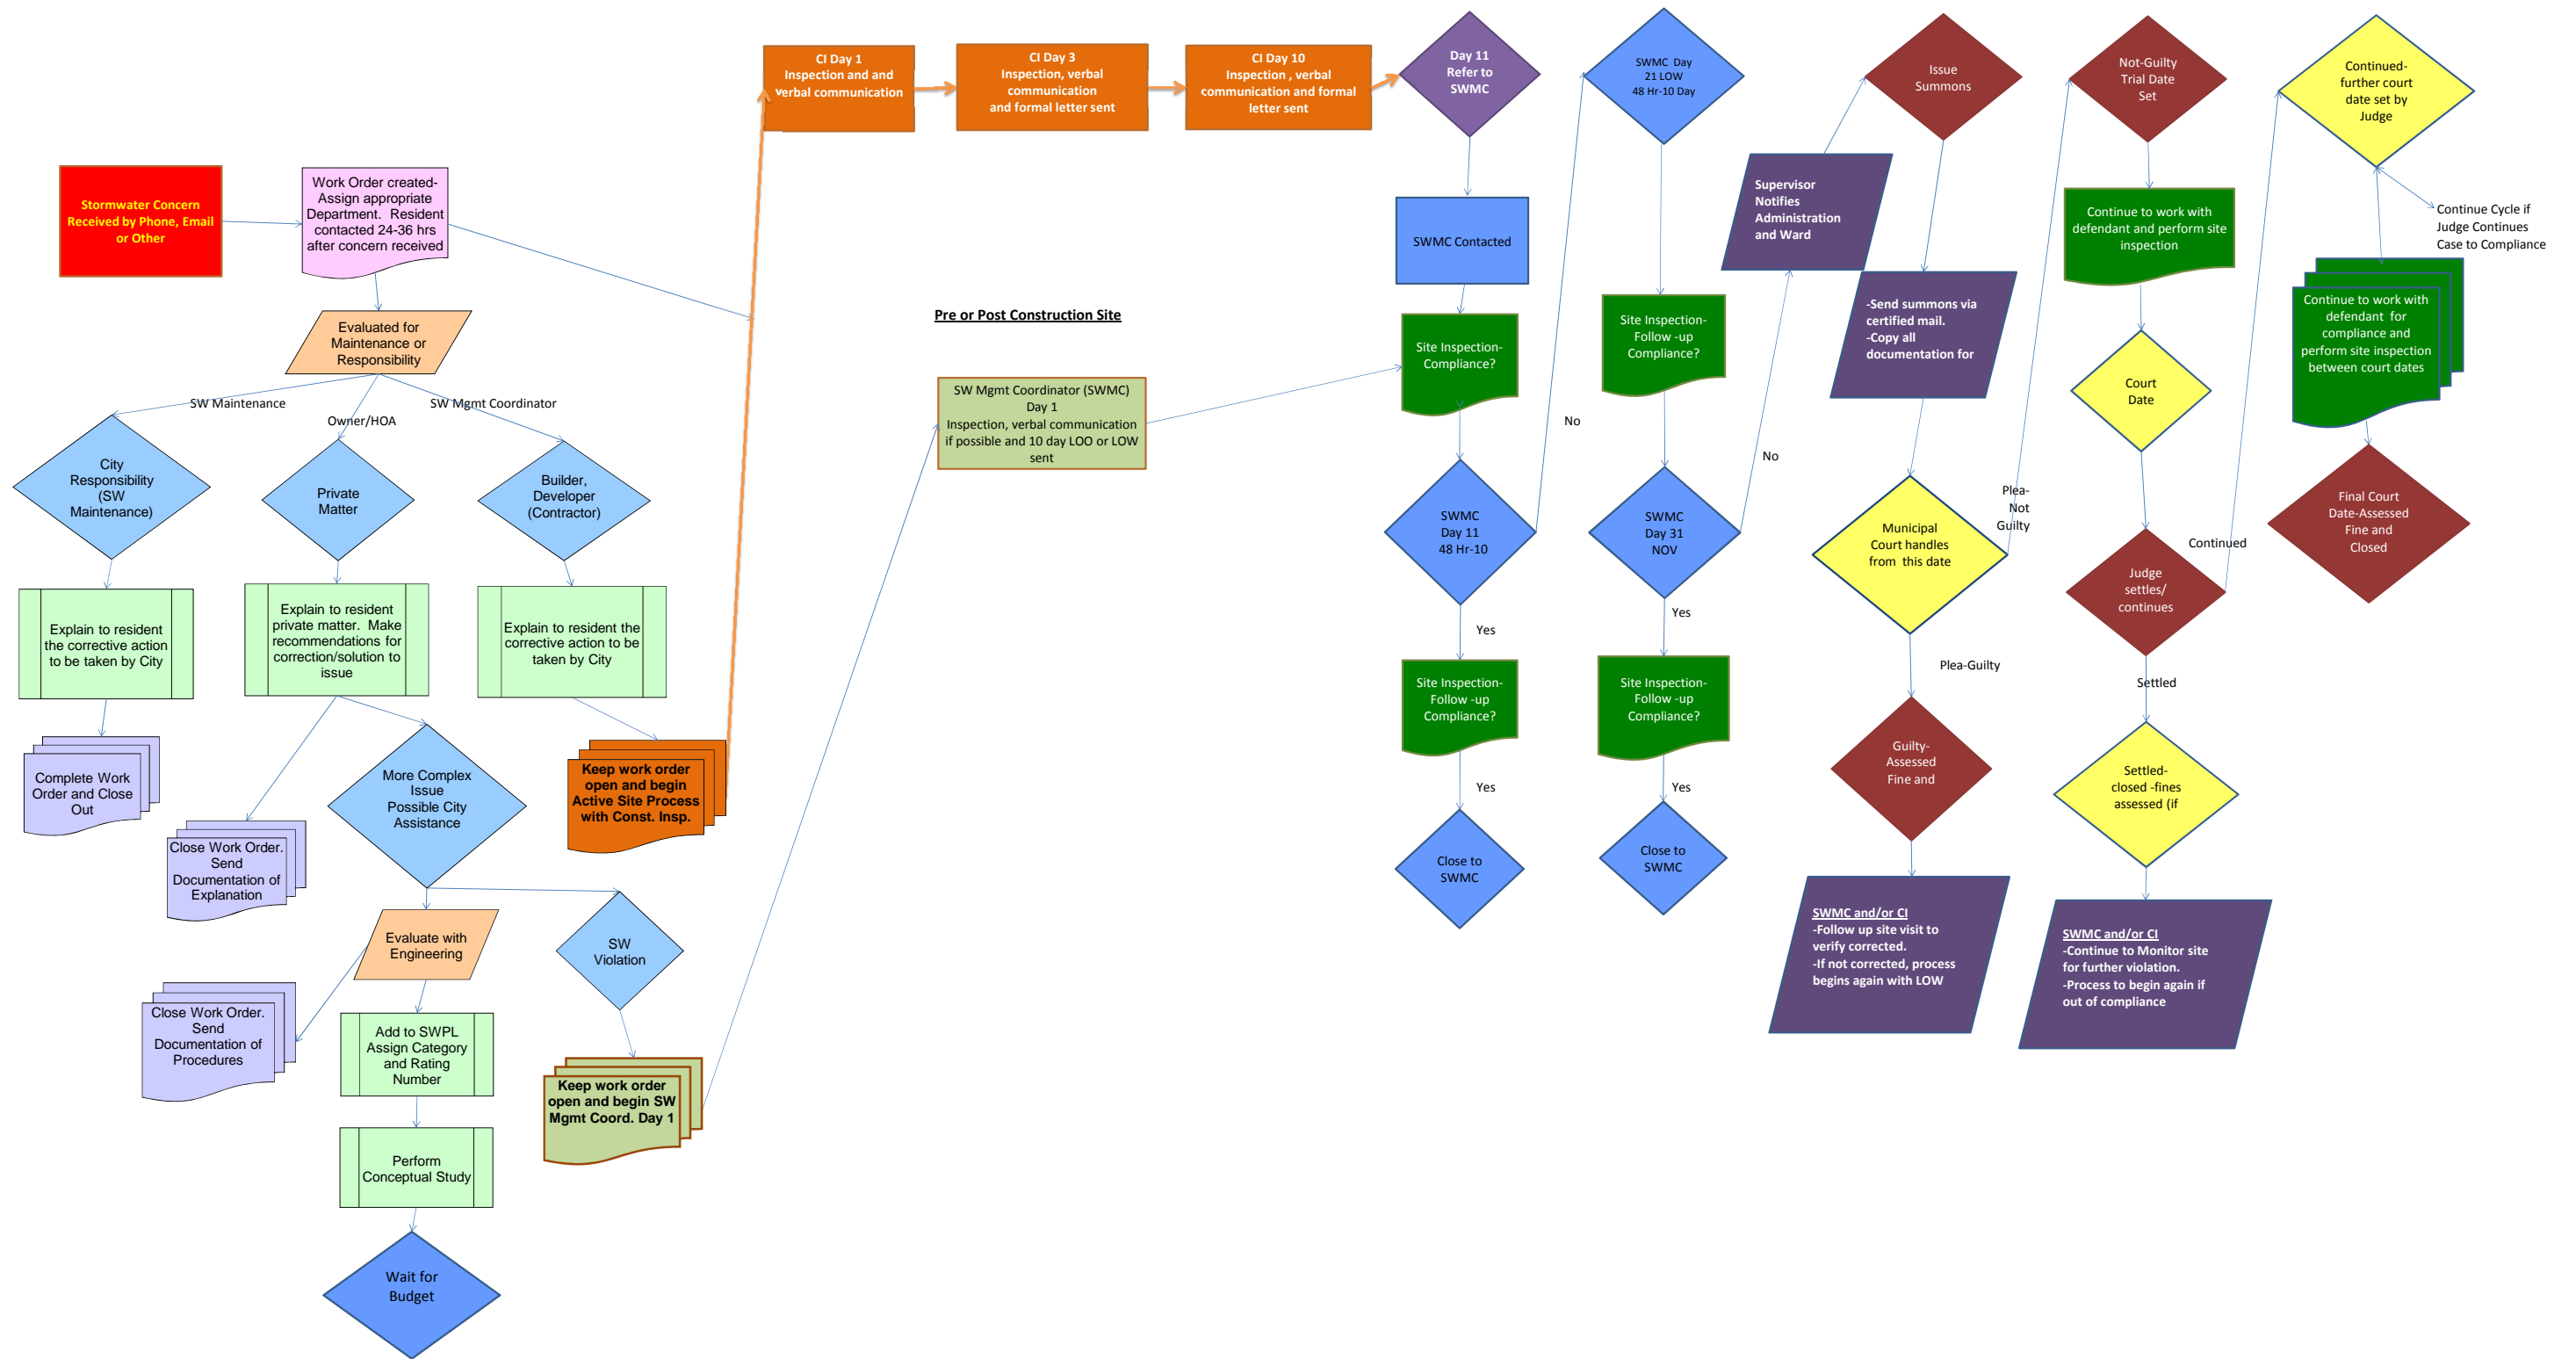 Stormwater Concern
Received by Phone, Email
or Other
Work Order created-
Assign appropriate
Department.  Resident
contacted 24-36 hrs
after concern received
Evaluated for
Maintenance or
Responsibility
SW Maintenance
Owner/HOA
SW Mgmt Coordinator
City
Responsibility
(SW
Maintenance)
Private
Matter
Builder,
Developer
(Contractor)
Explain to resident
the corrective action
to be taken by City
Explain to resident
private matter.  Make
recommendations for
correction/solution to
issue
Explain to resident the
corrective action to be
taken by City
Complete Work
Order and Close
Out
Close Work Order.
Send
Documentation of
Explanation
More Complex
Issue
Possible City
Assistance
Keep work order
open and begin
Active Site Process
with Const. Insp.
Evaluate with
Engineering
SW
Violation
Close Work Order.
Send
Documentation of
Procedures
Add to SWPL
Assign Category
and Rating
Number
Keep work order
open and begin SW
Mgmt Coord. Day 1
Perform
Conceptual Study
Wait for
Budget
CI Day 1
Inspection and and
verbal communication
CI Day 3
Inspection, verbal
communication
and formal letter sent
CI Day 10
Inspection , verbal
communication and formal
letter sent
Day 11
Refer to
SWMC
Pre or Post Construction Site
SW Mgmt Coordinator (SWMC)
Day 1
Inspection, verbal communication
if possible and 10 day LOO or LOW
sent
SWMC Contacted
Site Inspection-
Compliance?
SWMC
Day 11
48 Hr-10
No
Yes
Site Inspection-
Follow -up
Compliance?
Yes
Close to
SWMC
SWMC  Day
21 LOW
48 Hr-10 Day
Site Inspection-
Follow -up
Compliance?
SWMC
Day 31
NOV
No
Yes
Site Inspection-
Follow -up
Compliance?
Yes
Close to
SWMC
Supervisor
Notifies
Administration
and Ward
Issue
Summons
-Send summons via
certified mail.
-Copy all
documentation for
Municipal
Court handles
from  this date
Plea-
Not
Guilty
Plea-Guilty
Guilty-
Assessed
Fine and
SWMC and/or CI
-Follow up site visit to
verify corrected.
-If not corrected, process
begins again with LOW
Not-Guilty
Trial Date
Set
Continue to work with
defendant and perform site
inspection
Court
Date
Judge
settles/
continues
Continued
Settled
Settled-
closed -fines
assessed (if
SWMC and/or CI
-Continue to Monitor site
for further violation.
-Process to begin again if
out of compliance
Continued-
further court
date set by
Judge
Continue Cycle if
Judge Continues
Case to Compliance
Continue to work with
defendant  for
compliance and
perform site inspection
between court dates
Final Court
Date-Assessed
Fine and
Closed